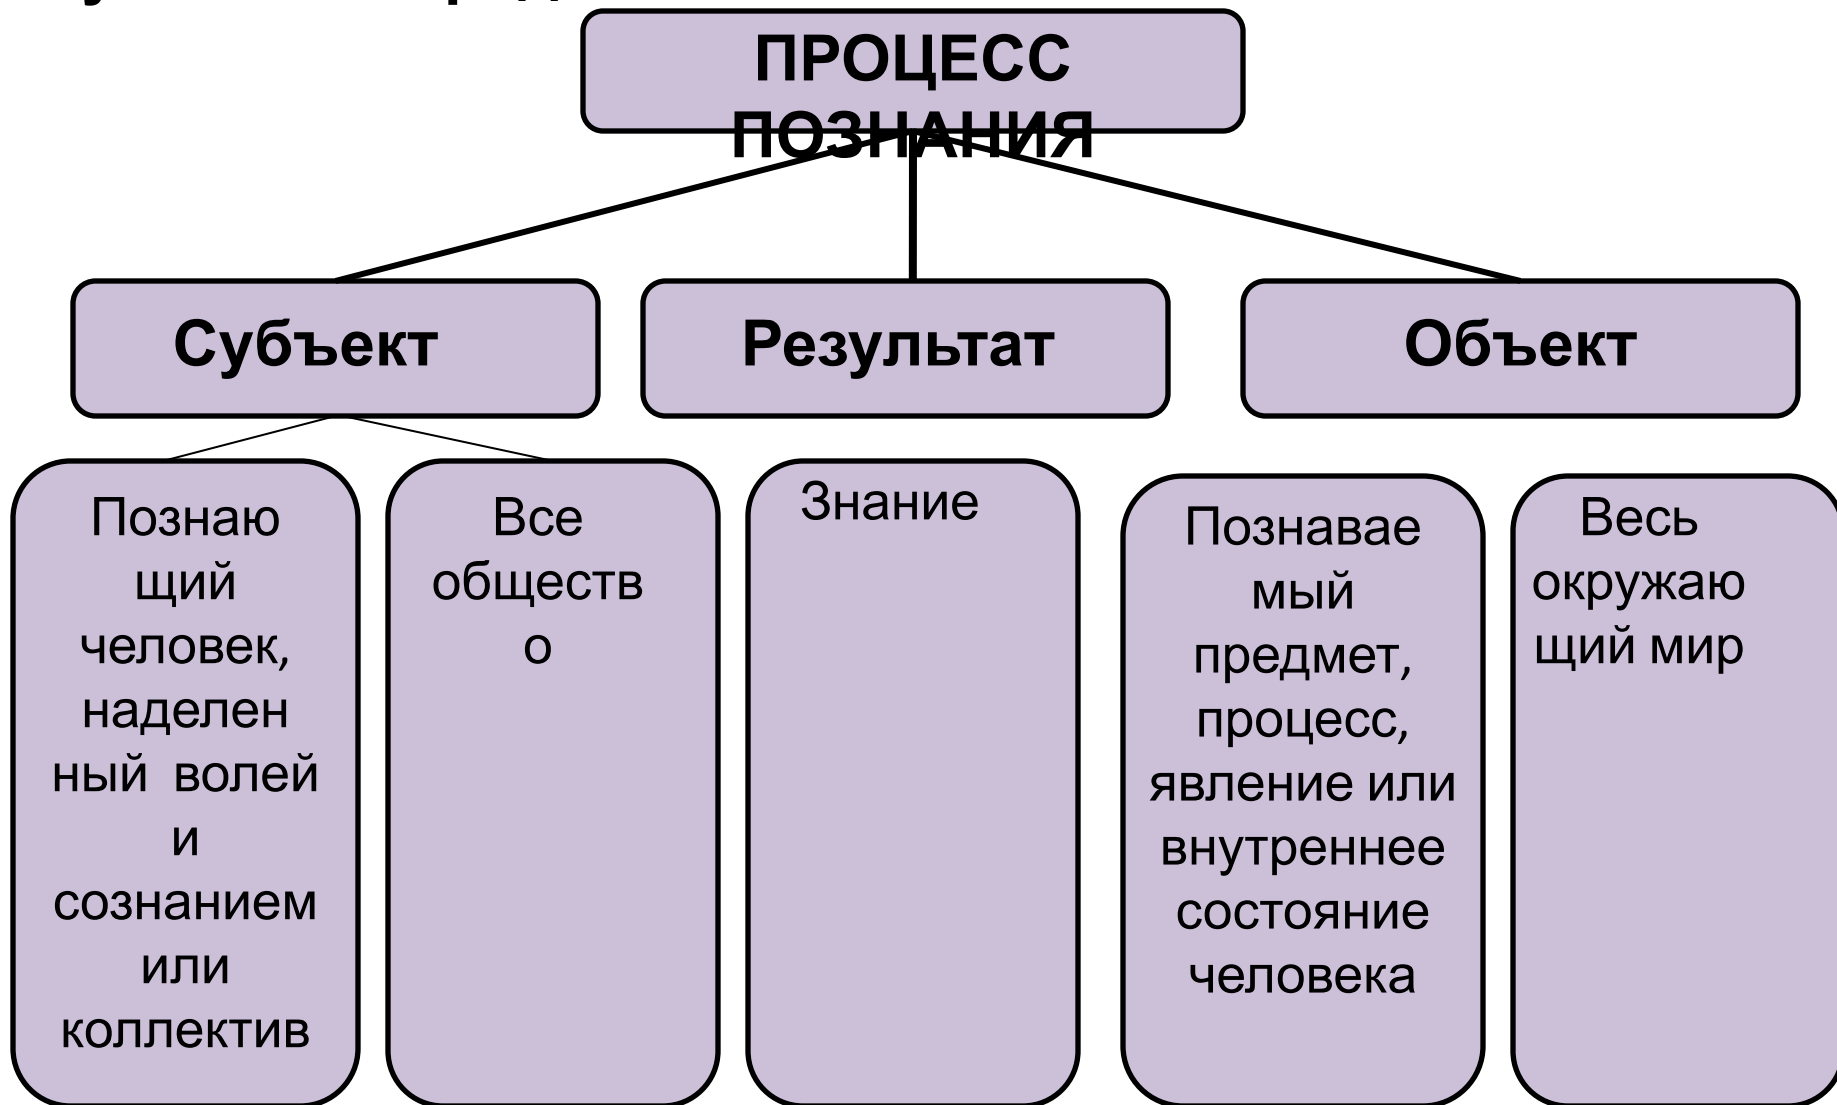 ПРОЦЕСС
ПОЗНАНИЯ
Субъект
Результат
Объект
Познаю
щий
человек,
наделен
ный волей
и
сознанием
или
коллектив
Все
обществ
о
Знание
Познавае
мый
предмет,
процесс,
явление или
внутреннее
состояние
человека
Весь
окружаю
щий мир